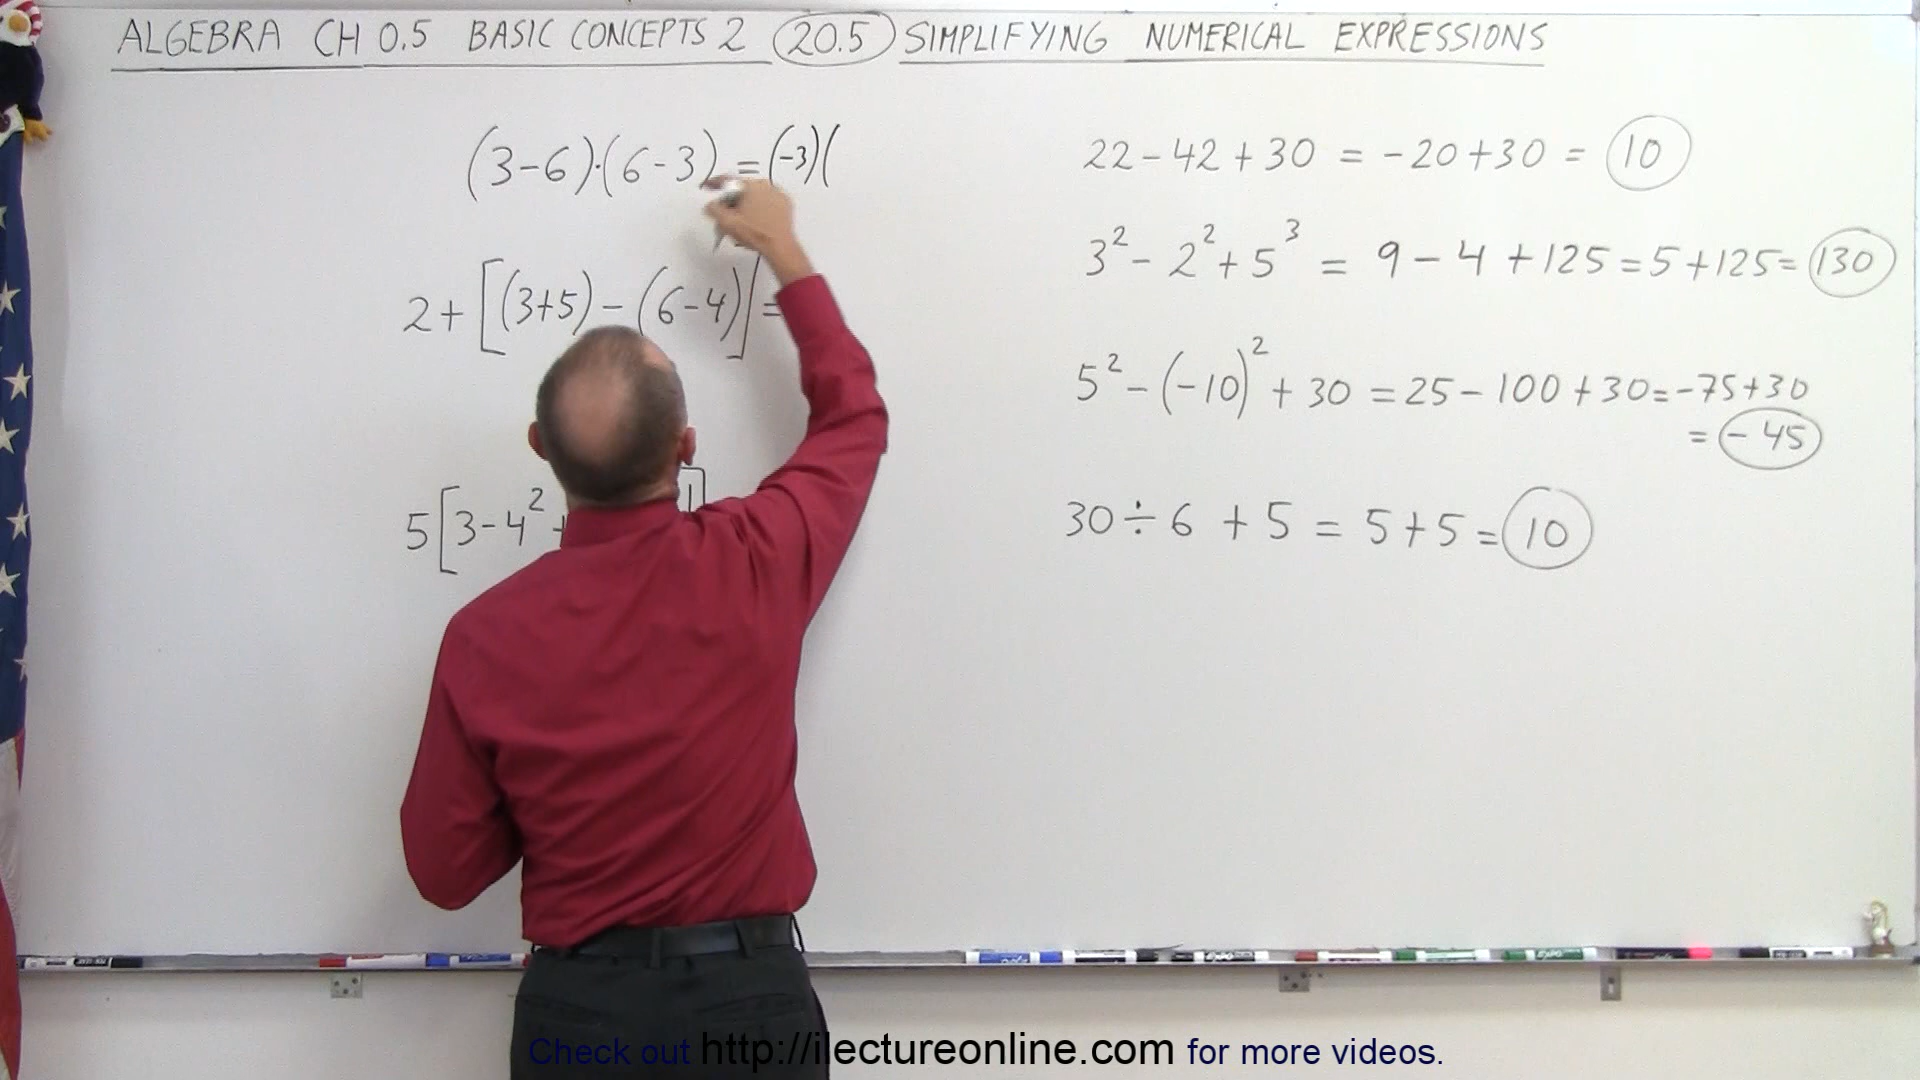 ALGEBRA CH 0.5 BASIC CONCEPTS 2 20.5 SIMPLIFYING NUMERICAL EXPRESSIONS
(3-6)·(6-3) = (-3)(
2+[(3+5)-(6-4)] =
5[3-4²+
1]
22-42+30 = -20+30 = 10
3²-2²+5³ = 9-4+125=5+125=130
5²-(-10)²+30 =25-100+30=-75+30
= -45
30÷6+5 = 5+5=10
Check out http://ilectureonline.com for more videos.